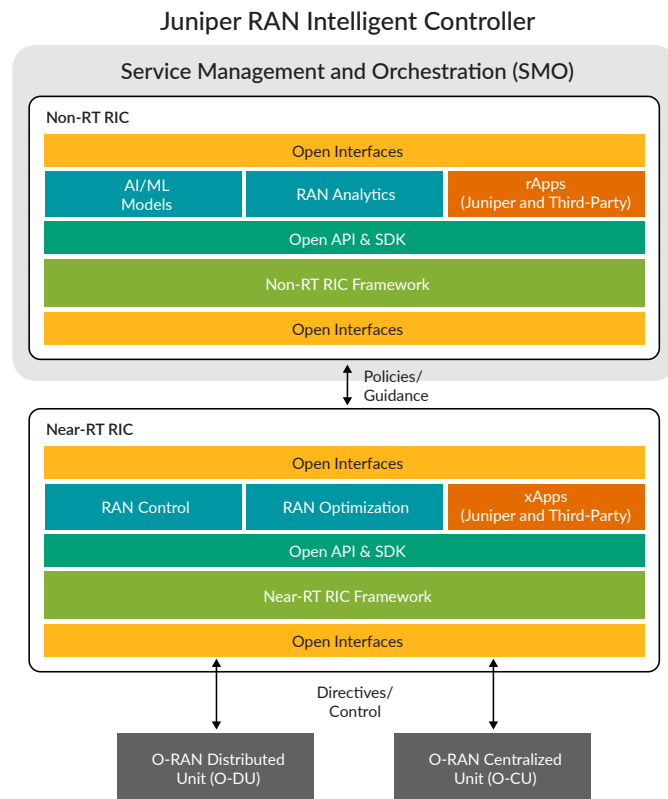 Juniper RAN Intelligent Controller
Service Management and Orchestration (SMO)
Non-RT RIC
Open Interfaces
AI/ML
Models
RAN Analytics
rApps
(Juniper and Third-Party)
Open API & SDK
Non-RT RIC Framework
Open Interfaces
Policies/
Guidance
Near-RT RIC
Open Interfaces
RAN Control
RAN Optimization
xApps
(Juniper and Third-Party)
Open API & SDK
Near-RT RIC Framework
Open Interfaces
Directives/
Control
O-RAN Distributed
Unit (O-DU)
O-RAN Centralized
Unit (O-CU)